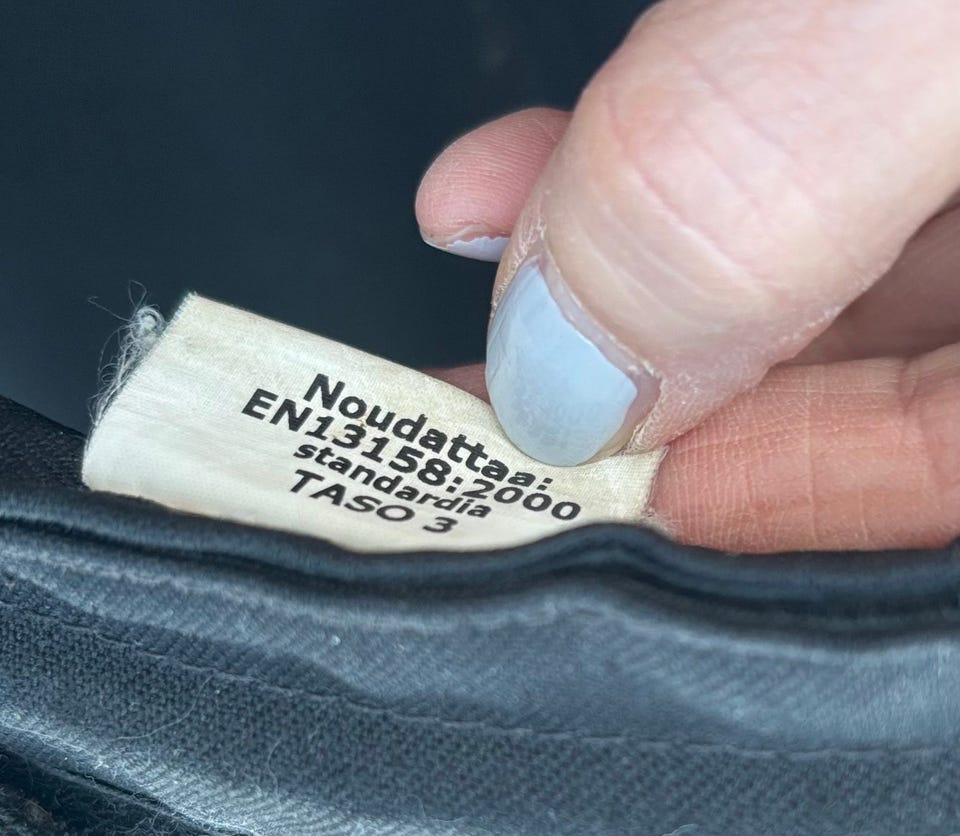 Noudattaa:
EN13158:2000
standardia
TASO 3